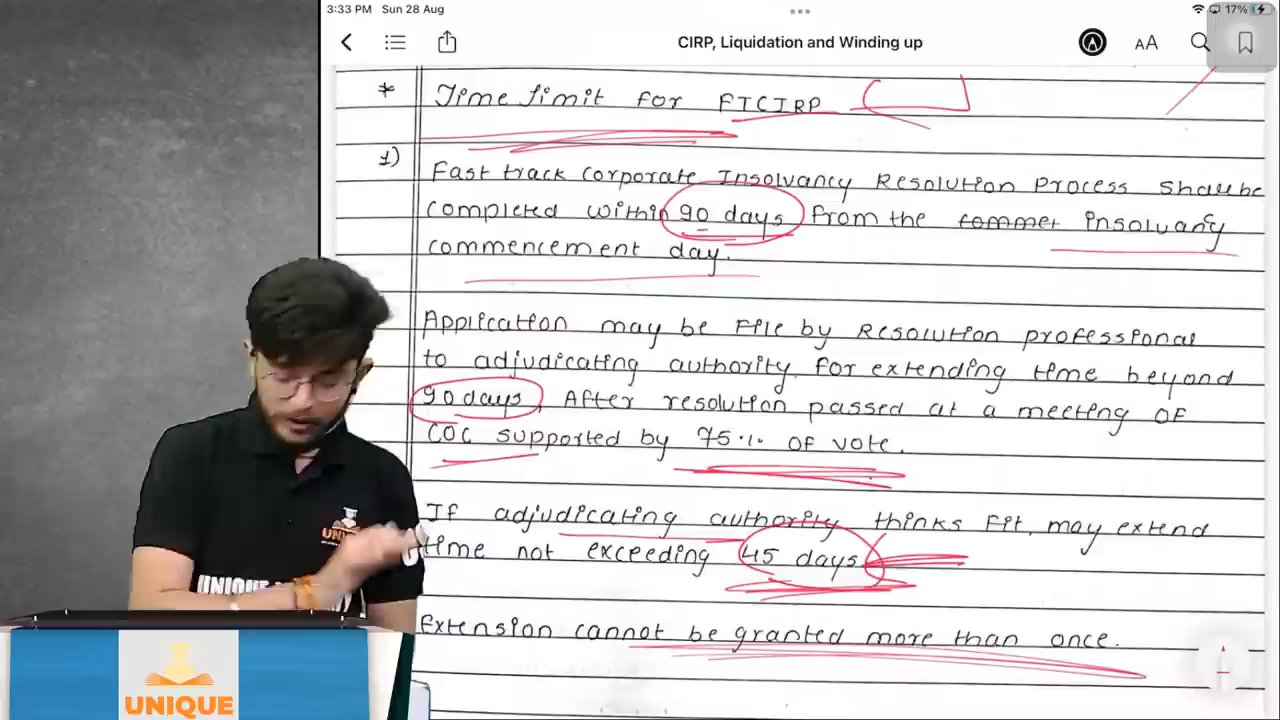 3:33 PM Sun 28 Aug
17%
CIRP, Liquidation and Winding up
AA
* Time limit for FTCIRP
1) Fast track corporate Insolvancy Resolution Process shall be
completed within 90 days from the commet insolvancy
commencement day.
Application may be File by Resolution professional
to adjudicating authority for extending time beyond
90 days, After resolution passed at a meeting of
COC supported by 75.1. of vote.
If adjudicating authority thinks Fit, may extend
time not exceeding 45 days.
Extension cannot be granted more than once.
UNIQUE